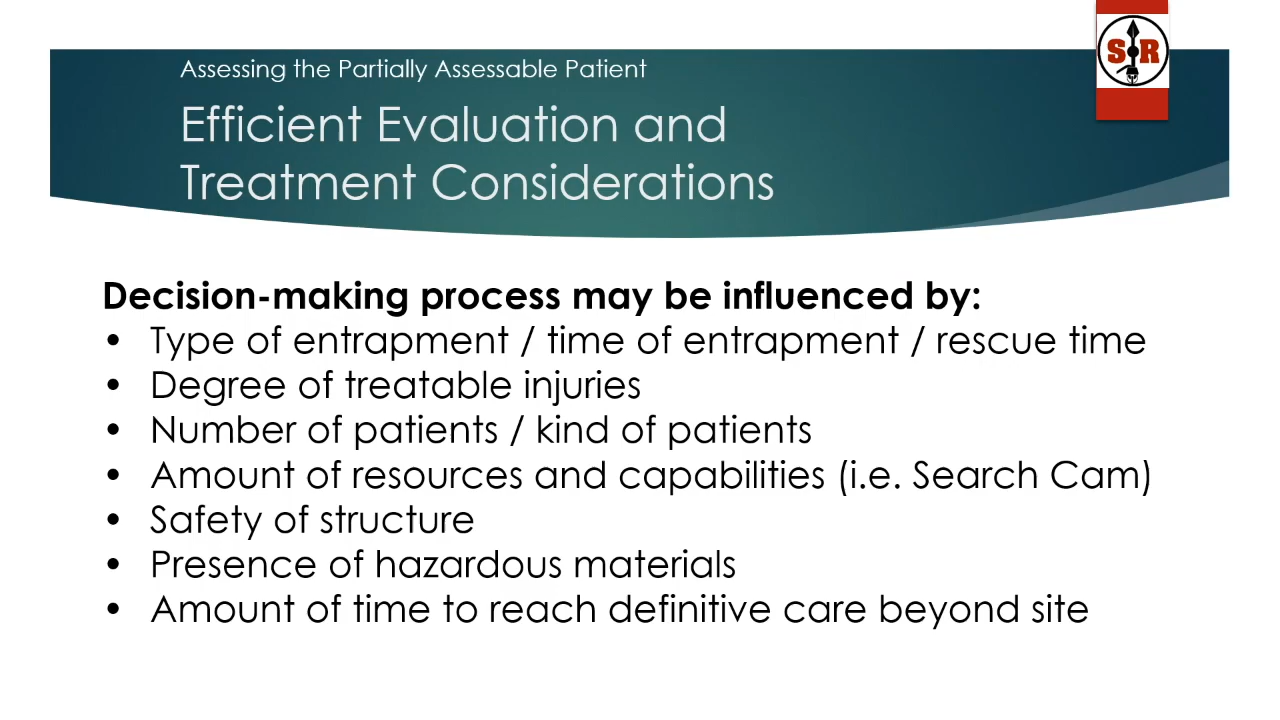 Assessing the Partially Assessable Patient
SR
Efficient Evaluation and
Treatment Considerations
Decision-making process may be influenced by:
• Type of entrapment / time of entrapment / rescue time
• Degree of treatable injuries
• Number of patients / kind of patients
• Amount of resources and capabilities (i.e. Search Cam)
• Safety of structure
• Presence of hazardous materials
• Amount of time to reach definitive care beyond site